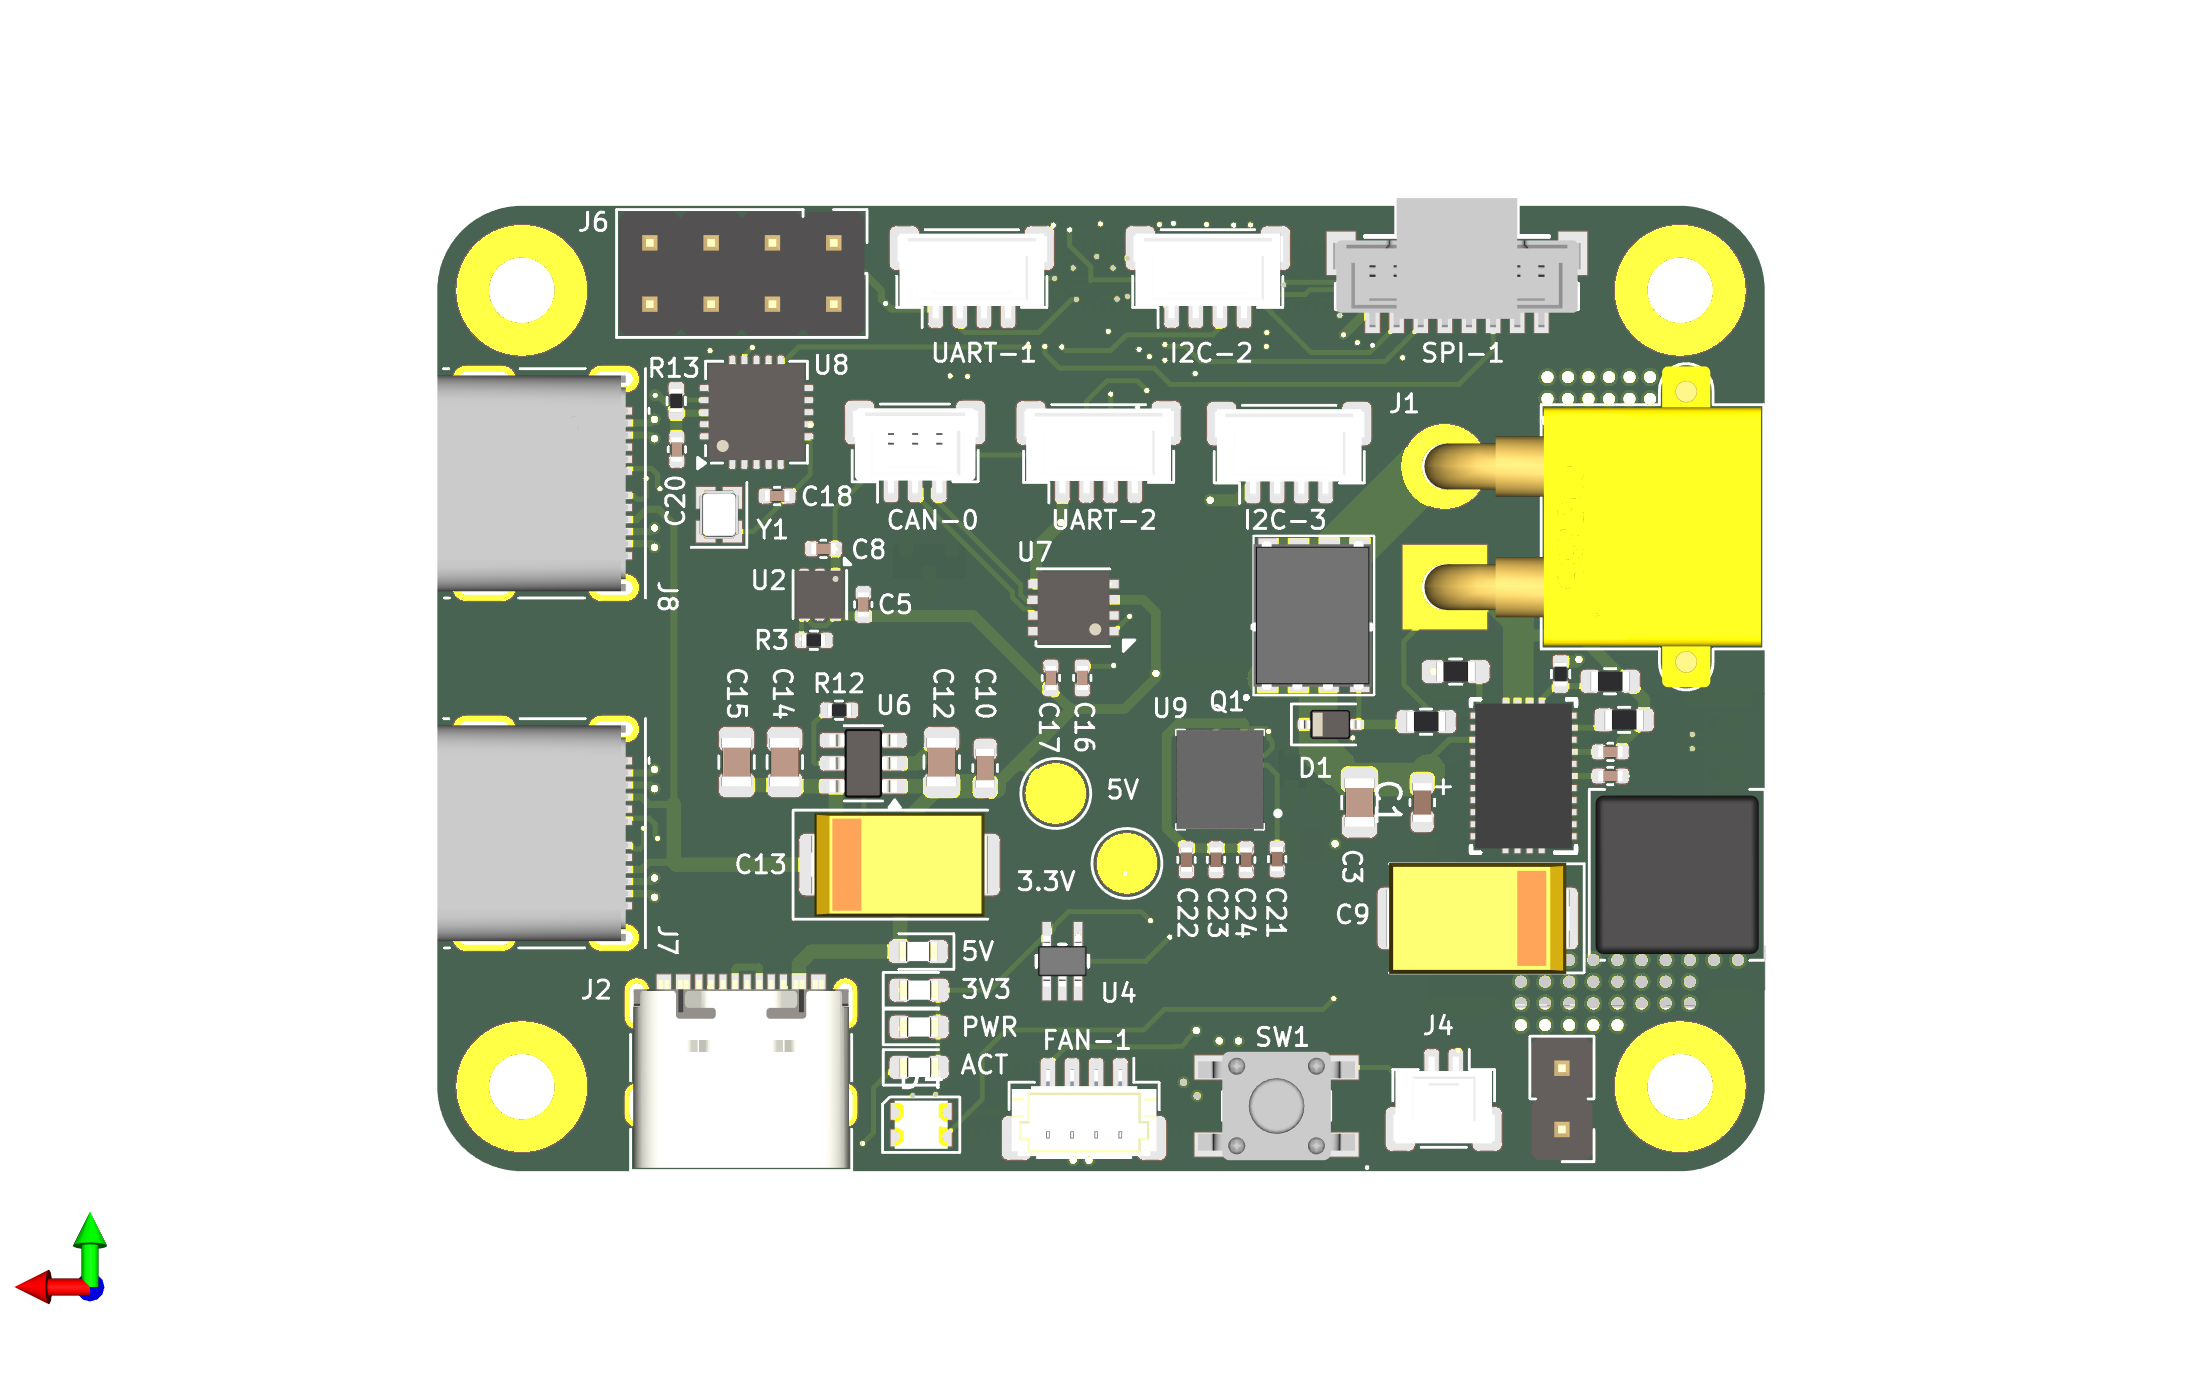 J6
UART-1
I2C-2
SPI-1
R13
U8
J1
C20
C18
Y1
CAN-0
UART-2
I2C-3
C8
U7
U2
J8
C5
R3
C15
C14
R12
U6
C12
C10
C17
C16
U9
Q1
D1
5V
C1
+
C13
3.3V
C3
C22
C23
C24
C21
C9
J7
5V
J2
3V3
U4
PWR
FAN-1
SW1
J4
ACT